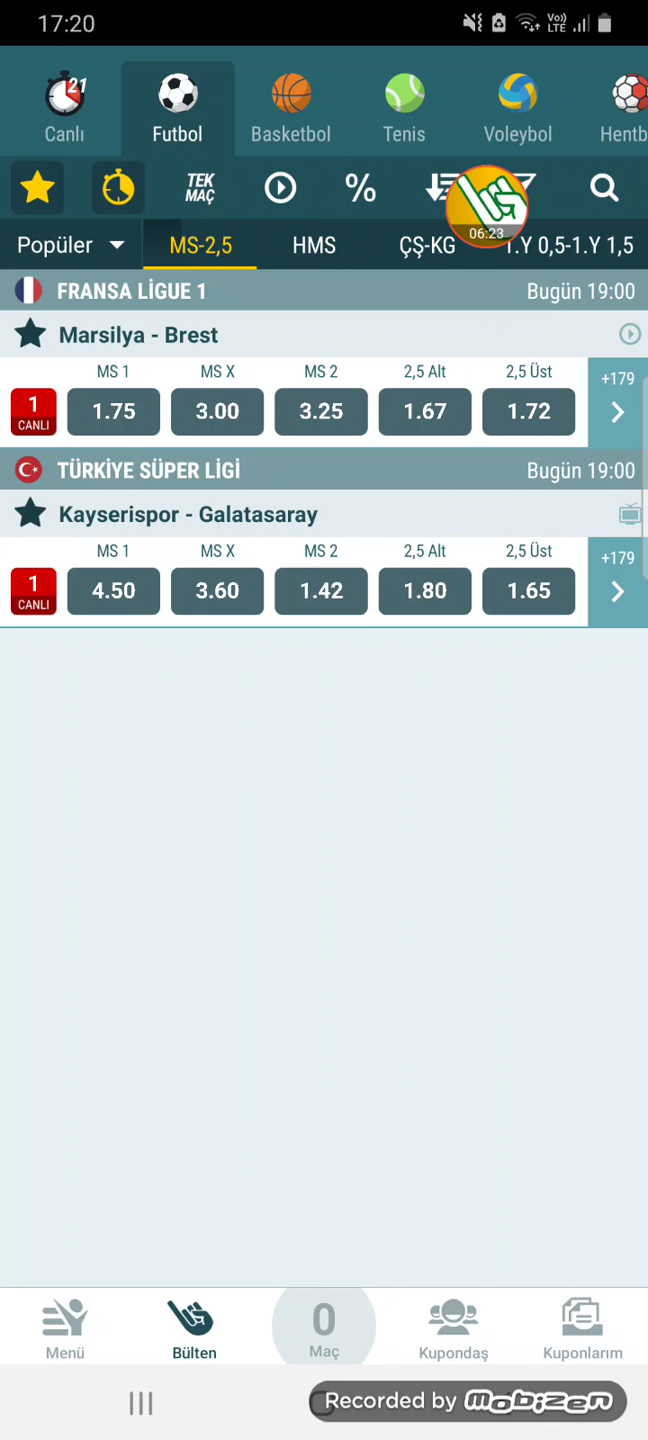 17:20
Vo))
LTE
21
Canlı
Futbol
Basketbol
Tenis
Voleybol
Hentb
TEK
MAÇ
%
06:23
Popüler
MS-2,5
HMS
ÇŞ-KG
1.Y 0,5-1.Y 1,5
FRANSA LİGUE 1
Bugün 19:00
Marsilya - Brest
MS 1
MS X
MS 2
2,5 Alt
2,5 Üst
+179
1
CANLI
1.75
3.00
3.25
1.67
1.72
TÜRKİYE SÜPER LİGİ
Bugün 19:00
Kayserispor - Galatasaray
MS 1
MS X
MS 2
2,5 Alt
2,5 Üst
+179
1
CANLI
4.50
3.60
1.42
1.80
1.65
0
Maç
Menü
Bülten
Kupondaş
Kuponlarım
Recorded by mobizen